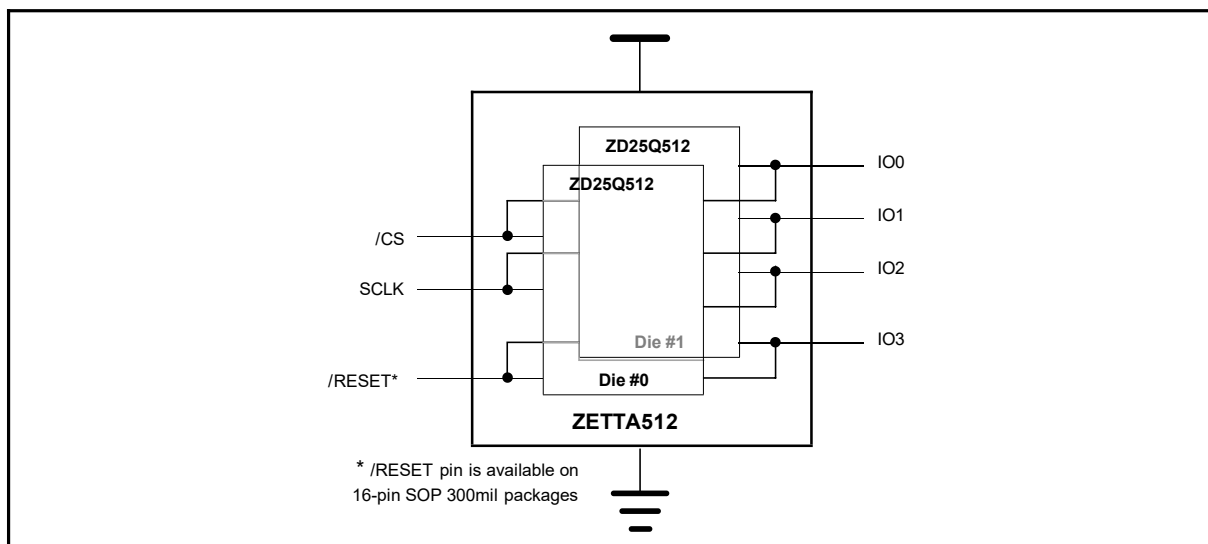 ZD25Q512
ZD25Q512
IO0
IO1
/CS
IO2
SCLK
Die #1
IO3
/RESET*
Die #0
ZETTA512
* /RESET pin is available on
16-pin SOP 300mil packages